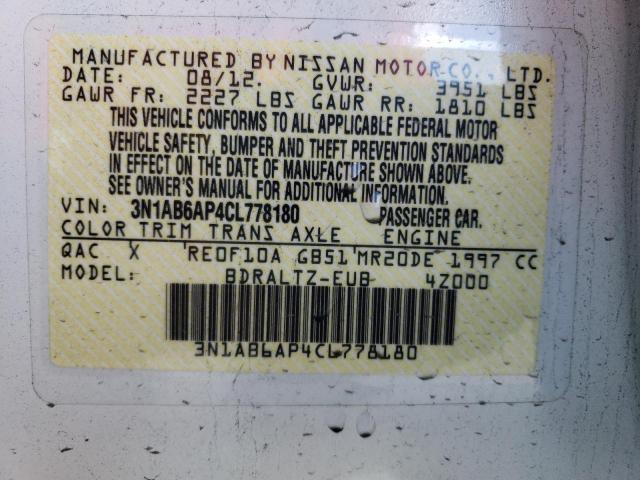 MANUFACTURED BY NISSAN MOTOR CO., LTD.
DATE: 08/12. GVWR: 3951 LBS
GAWR FR: 2227 LBS GAWR RR: 1810 LBS
THIS VEHICLE CONFORMS TO ALL APPLICABLE FEDERAL MOTOR
VEHICLE SAFETY, BUMPER AND THEFT PREVENTION STANDARDS
IN EFFECT ON THE DATE OF MANUFACTURE SHOWN ABOVE.
SEE OWNER'S MANUAL FOR ADDITIONAL INFORMATION.
VIN: 3N1AB6AP4CL778180 PASSENGER CAR.
COLOR TRIM TRANS AXLE ENGINE
QAC X RE0F10A GB51 MR20DE 1997 CC
MODEL: BDRALTZ-EUB 4Z000
3N1AB6AP4CL778180